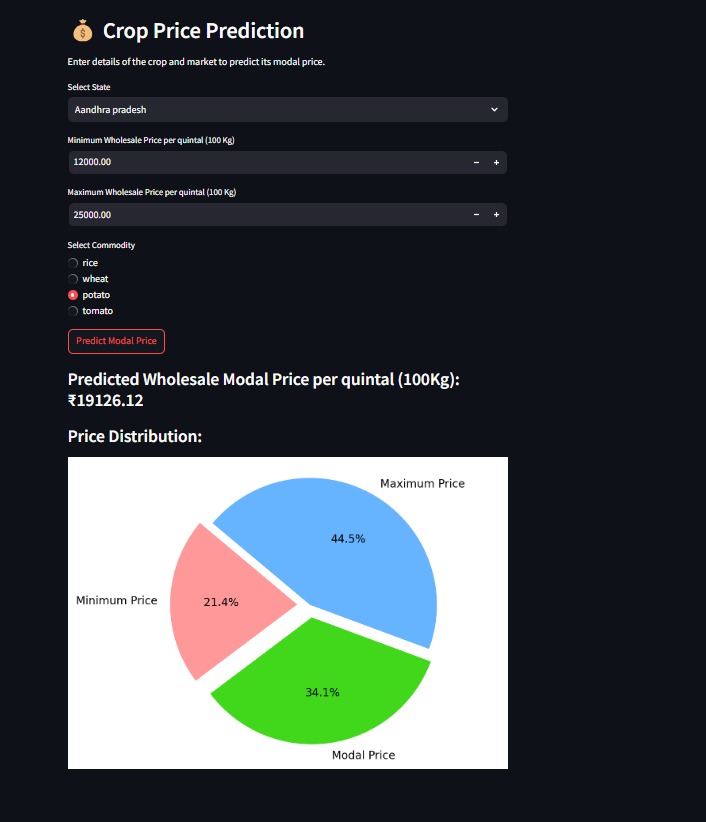 Crop Price Prediction
Enter details of the crop and market to predict its modal price.
Select State
Aandhra pradesh
Minimum Wholesale Price per quintal (100 Kg)
12000.00
Maximum Wholesale Price per quintal (100 Kg)
25000.00
Select Commodity
rice
wheat
potato
tomato
Predict Modal Price
Predicted Wholesale Modal Price per quintal (100Kg):
₹19126.12
Price Distribution:
Maximum Price
44.5%
Minimum Price
21.4%
34.1%
Modal Price